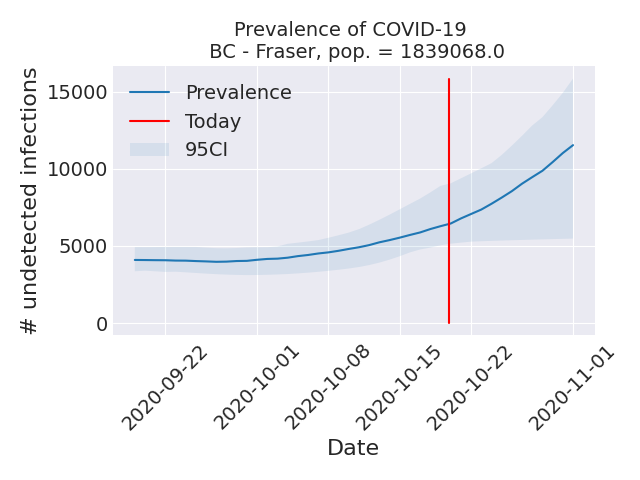 Prevalence of COVID-19
BC - Fraser, pop. = 1839068.0
# undetected infections
15000
10000
5000
0
Prevalence
Today
95CI
2020-09-22
2020-10-01
2020-10-08
2020-10-15
2020-10-22
2020-11-01
Date